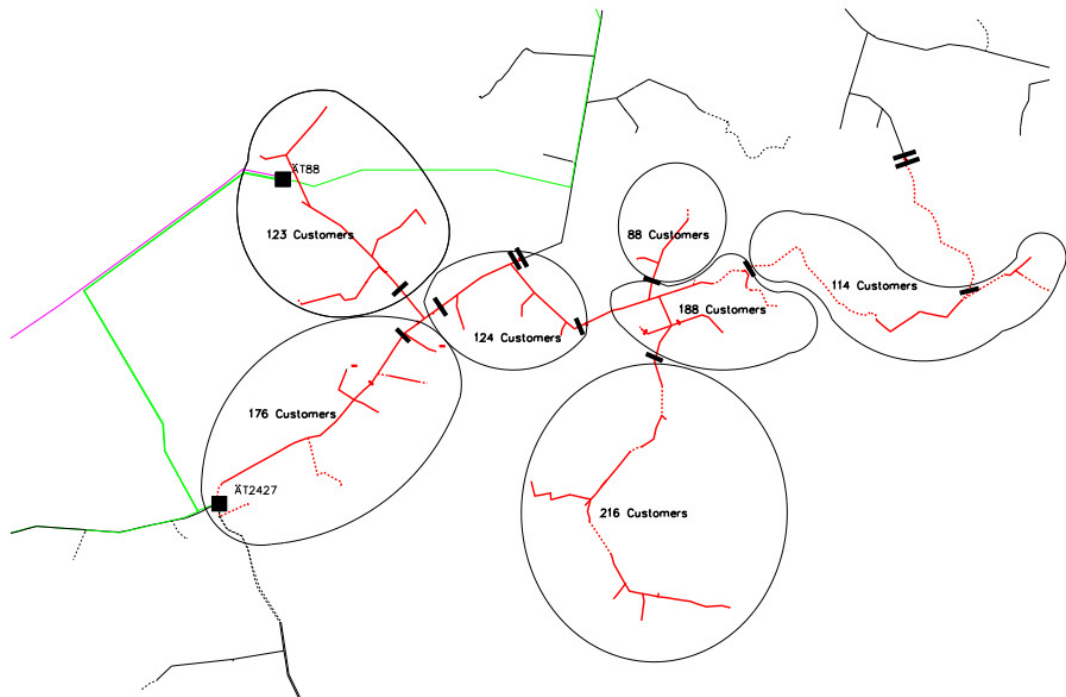 ÄT88
123 Customers
88 Customers
114 Customers
188 Customers
124 Customers
176 Customers
ÄT2427
216 Customers